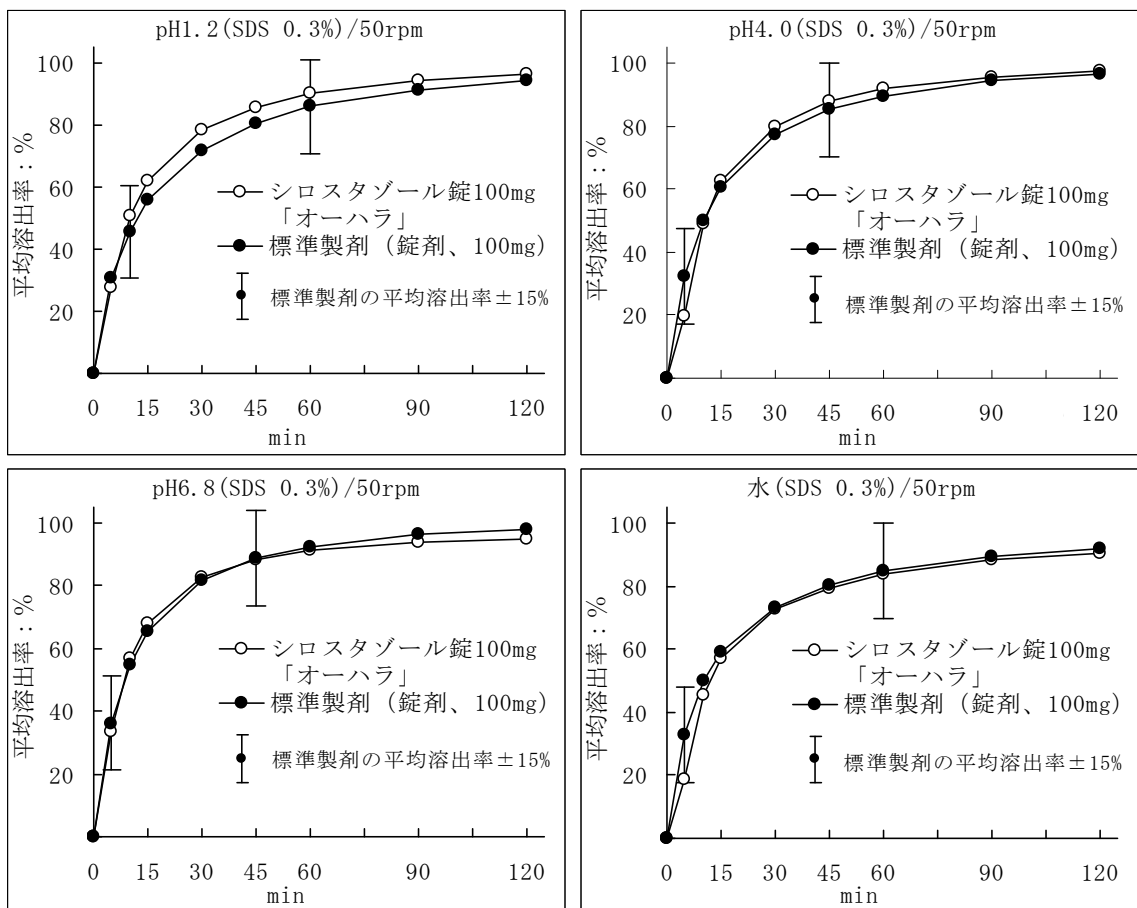 pH1.2(SDS 0.3%)/50rpm
平均溶出率：%
100
80
60
40
20
シロスタゾール錠100mg
「オーハラ」
標準製剤（錠剤、100mg）
標準製剤の平均溶出率±15%
0 15 30 45 60 90 120
min
pH4.0(SDS 0.3%)/50rpm
平均溶出率：%
100
80
60
40
20
シロスタゾール錠100mg
「オーハラ」
標準製剤（錠剤、100mg）
標準製剤の平均溶出率±15%
0 15 30 45 60 90 120
min
pH6.8(SDS 0.3%)/50rpm
平均溶出率：%
100
80
60
40
20
シロスタゾール錠100mg
「オーハラ」
標準製剤（錠剤、100mg）
標準製剤の平均溶出率±15%
0 15 30 45 60 90 120
min
水(SDS 0.3%)/50rpm
平均溶出率：%
100
80
60
40
20
シロスタゾール錠100mg
「オーハラ」
標準製剤（錠剤、100mg）
標準製剤の平均溶出率±15%
0 15 30 45 60 90 120
min